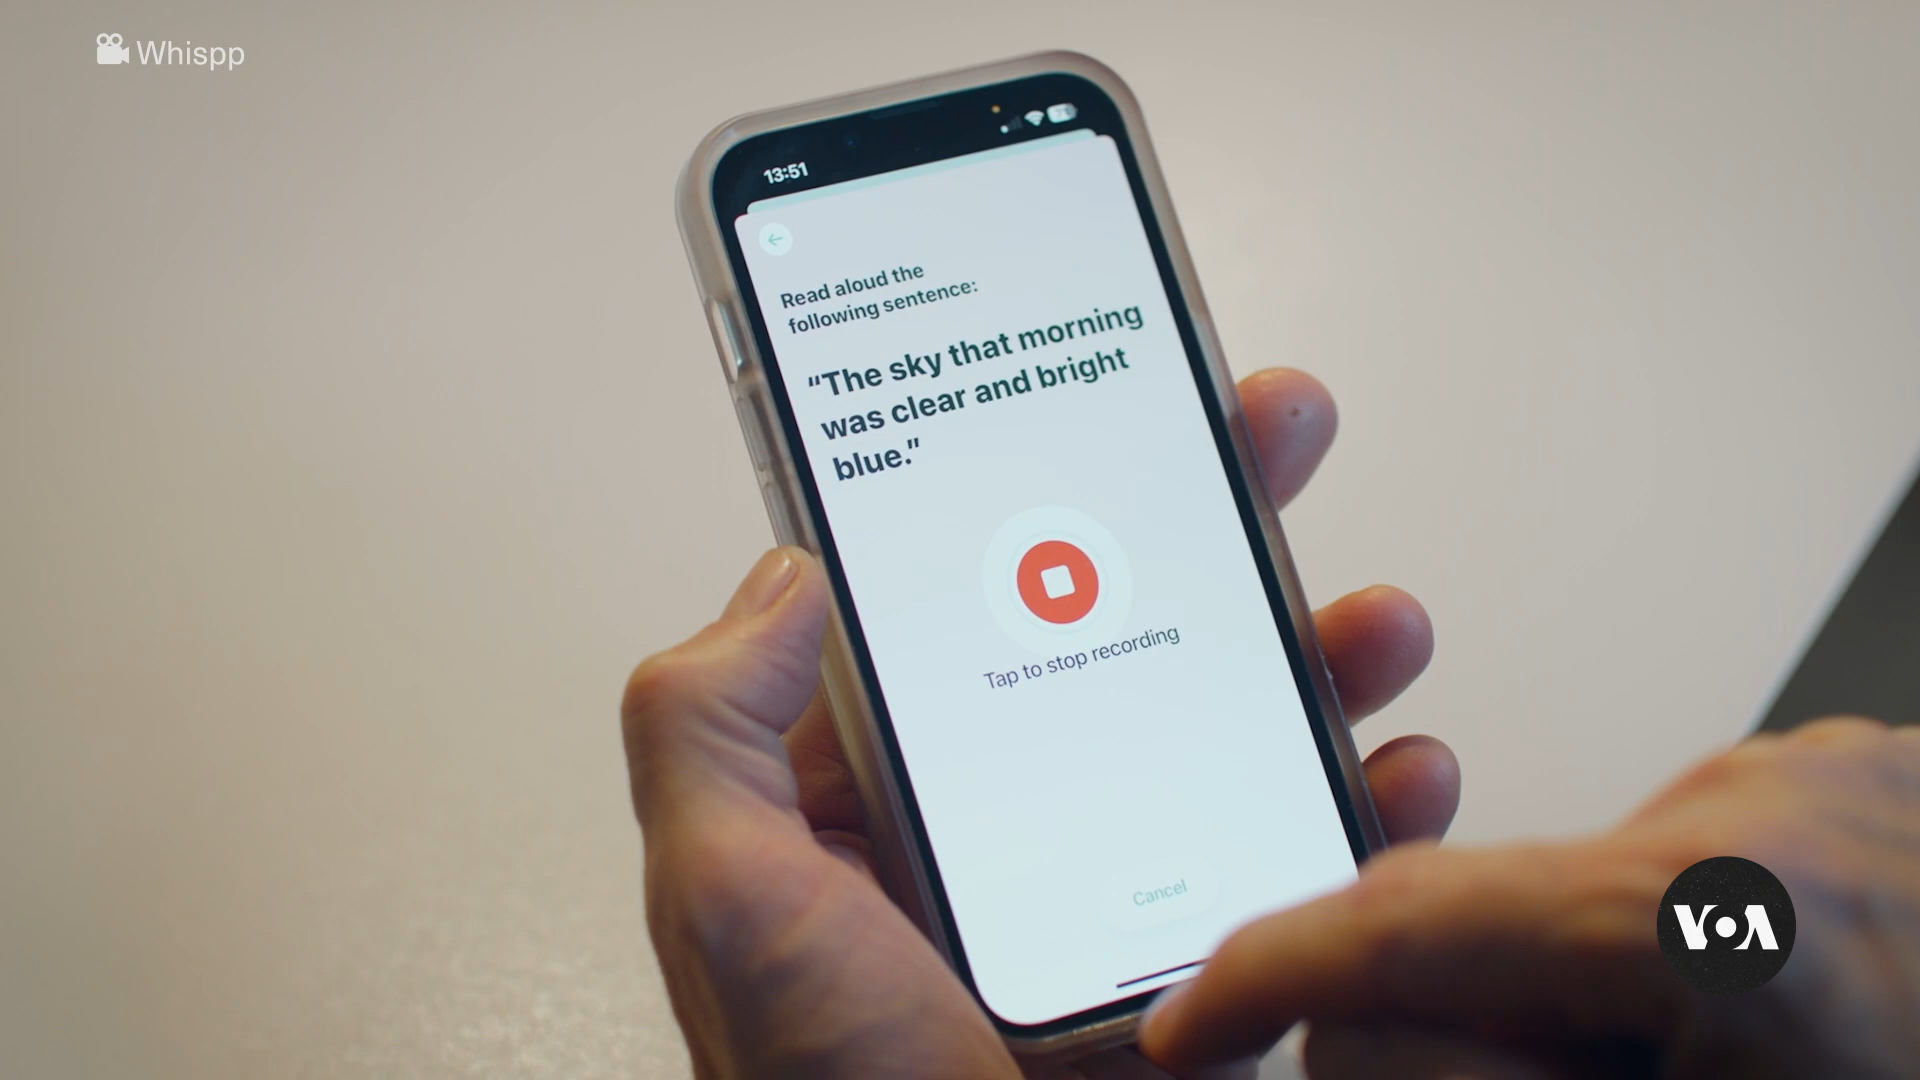 Whispp
13:51
Read aloud the
following sentence:
“The sky that morning
was clear and bright
blue.”
Tap to stop recording
Cancel
VOA